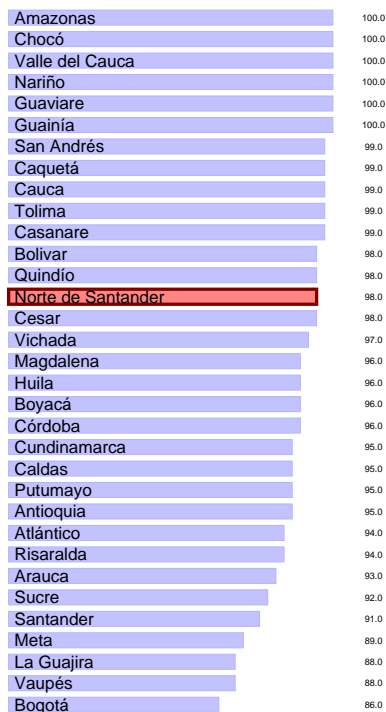 Amazonas 100.0
Chocó 100.0
Valle del Cauca 100.0
Nariño 100.0
Guaviare 100.0
Guainía 100.0
San Andrés 99.0
Caquetá 99.0
Cauca 99.0
Tolima 99.0
Casanare 99.0
Bolivar 98.0
Quindío 98.0
Norte de Santander 98.0
Cesar 98.0
Vichada 97.0
Magdalena 96.0
Huila 96.0
Boyacá 96.0
Córdoba 96.0
Cundinamarca 95.0
Caldas 95.0
Putumayo 95.0
Antioquia 95.0
Atlántico 94.0
Risaralda 94.0
Arauca 93.0
Sucre 92.0
Santander 91.0
Meta 89.0
La Guajira 88.0
Vaupés 88.0
Bogotá 86.0